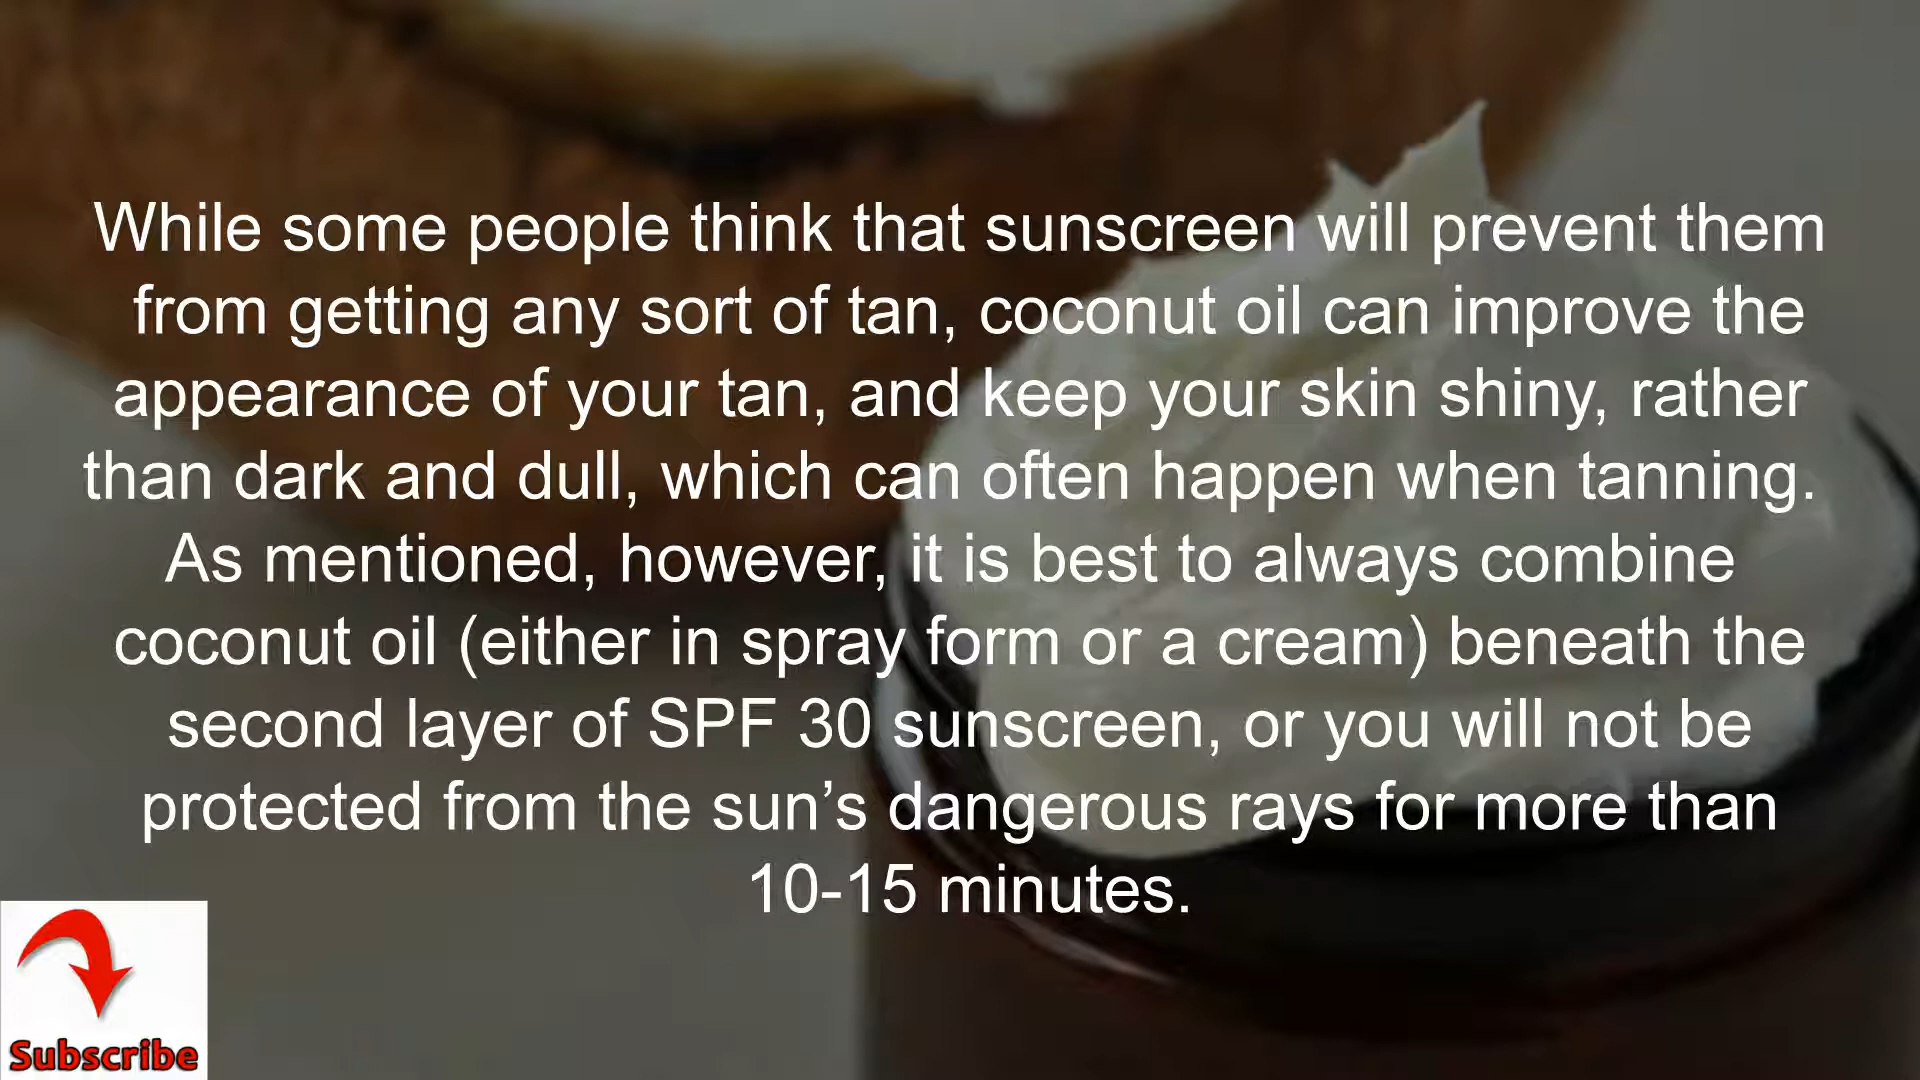 While some people think that sunscreen will prevent them
from getting any sort of tan, coconut oil can improve the
appearance of your tan, and keep your skin shiny, rather
than dark and dull, which can often happen when tanning.
As mentioned, however, it is best to always combine
coconut oil (either in spray form or a cream) beneath the
second layer of SPF 30 sunscreen, or you will not be
protected from the sun’s dangerous rays for more than
10-15 minutes.
Subscribe